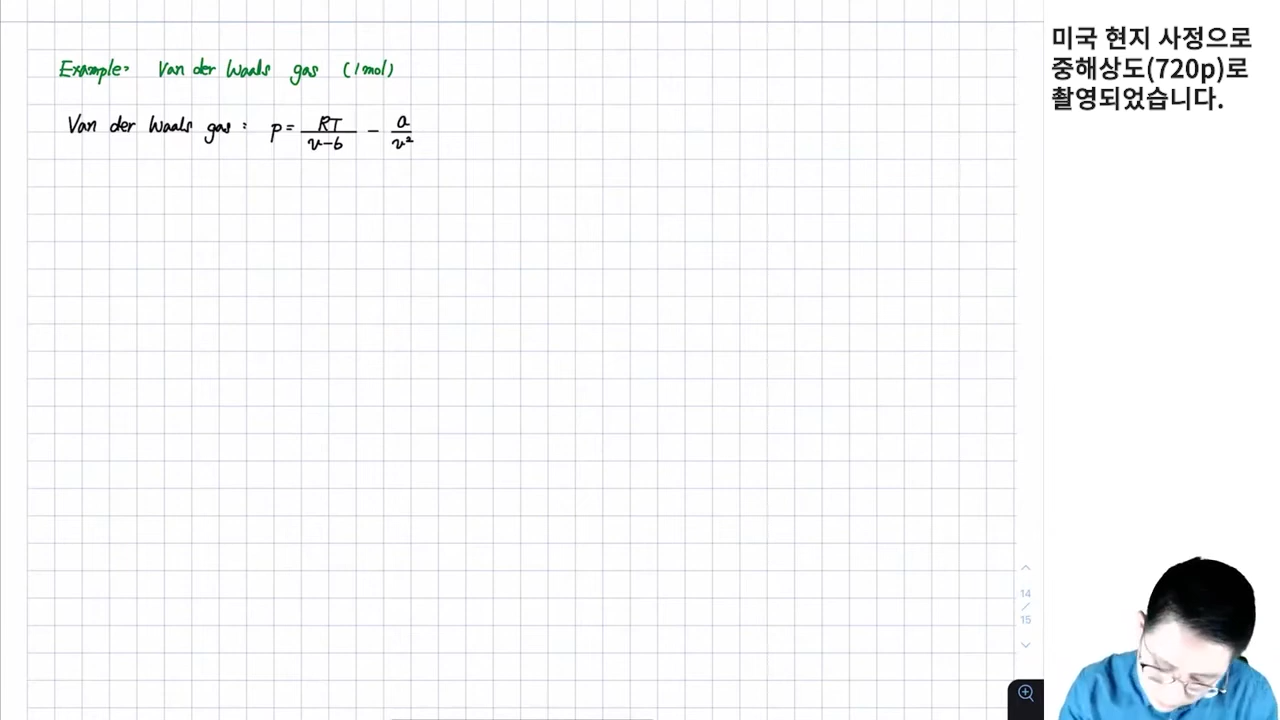 Example: Van der Waals gas (1mol)
Van der Waals gas: p = RT/(v-b) - a/v²
미국 현지 사정으로
중해상도(720p)로
촬영되었습니다.
14
/
15